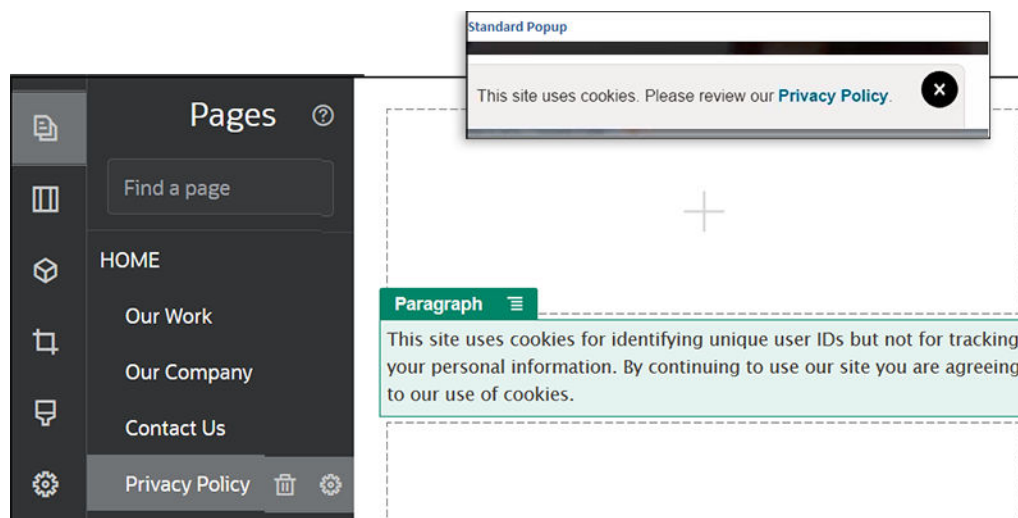 Standard Popup
This site uses cookies. Please review our Privacy Policy.
Pages
Find a page
HOME
Our Work
Our Company
Contact Us
Privacy Policy
Paragraph
This site uses cookies for identifying unique user IDs but not for tracking
your personal information. By continuing to use our site you are agreeing
to our use of cookies.